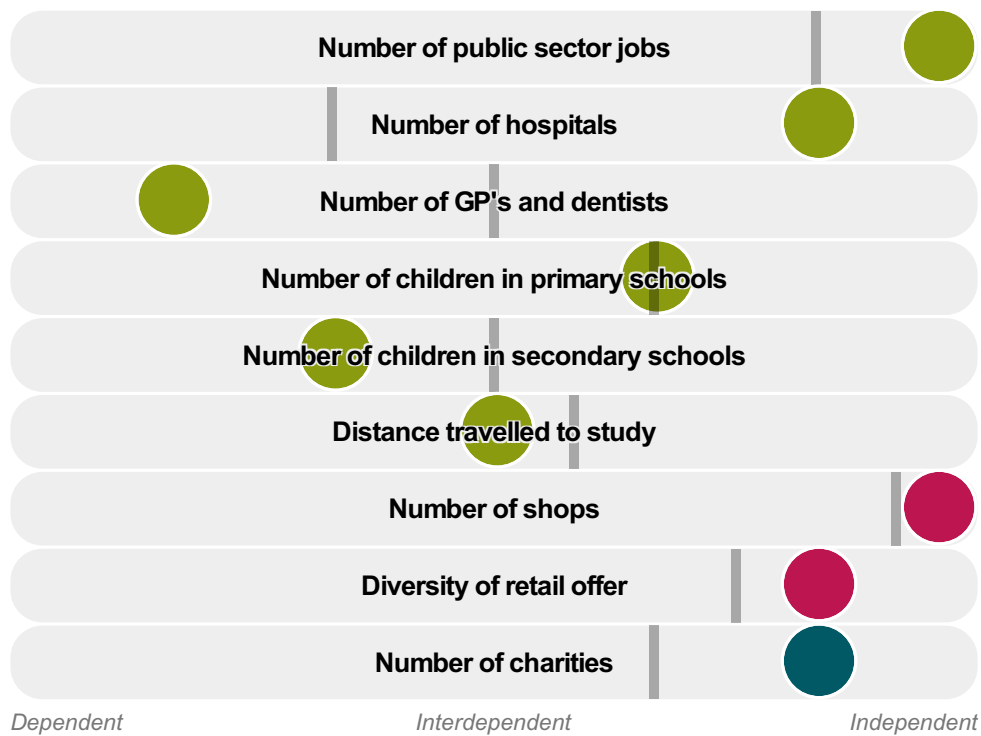 Number of public sector jobs
Number of hospitals
Number of GP's and dentists
Number of children in primary schools
Number of children in secondary schools
Distance travelled to study
Number of shops
Diversity of retail offer
Number of charities
Dependent Interdependent Independent